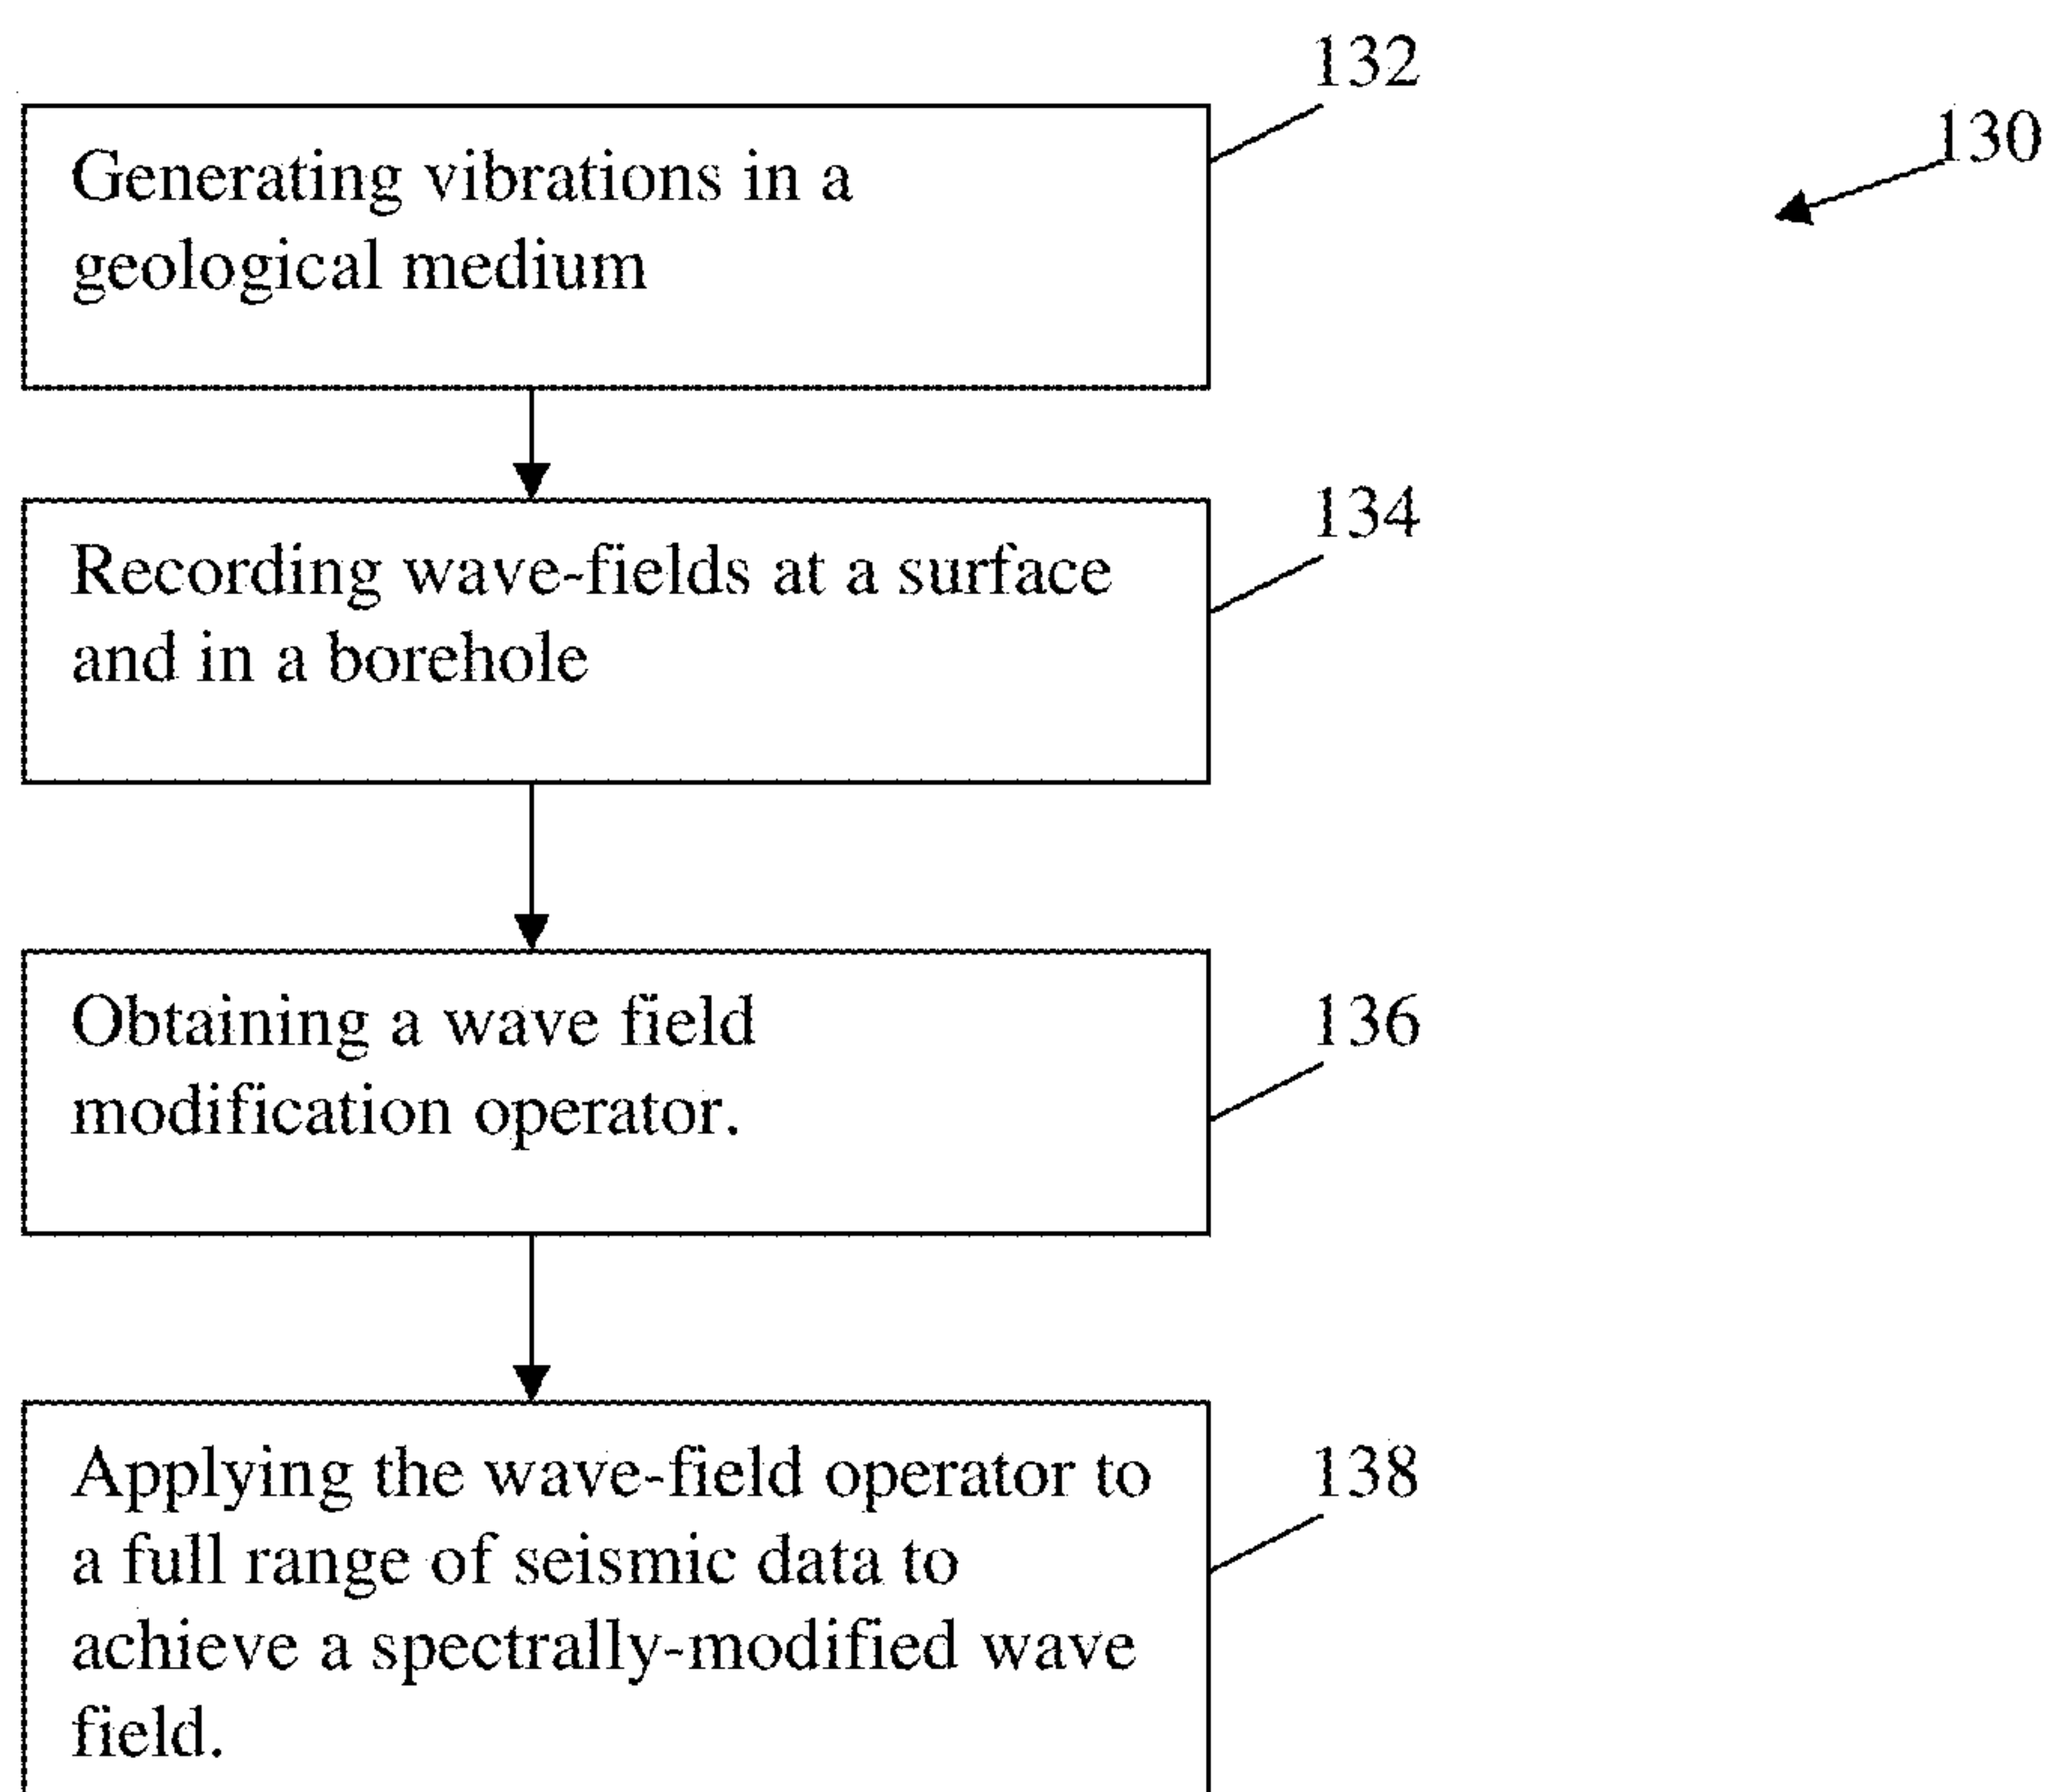 132
130
Generating vibrations in a
geological medium
134
Recording wave-fields at a surface
and in a borehole
136
Obtaining a wave field
modification operator.
138
Applying the wave-field operator to
a full range of seismic data to
achieve a spectrally-modified wave
field.